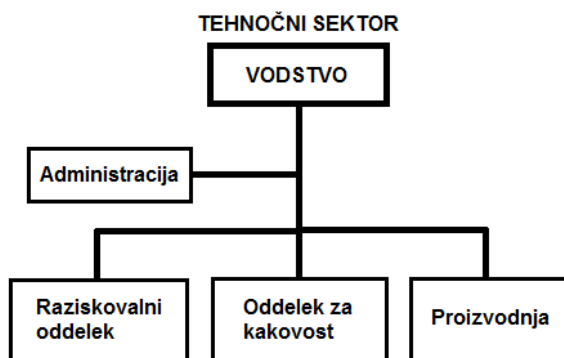 TEHNOČNI SEKTOR
VODSTVO
Administracija
Raziskovalni
oddelek
Oddelek za
kakovost
Proizvodnja